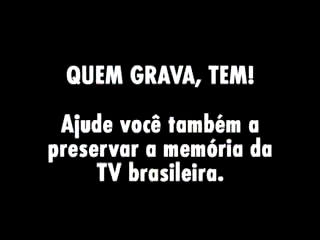 QUEM GRAVA, TEM!
Ajude você também a
preservar a memória da
TV brasileira.